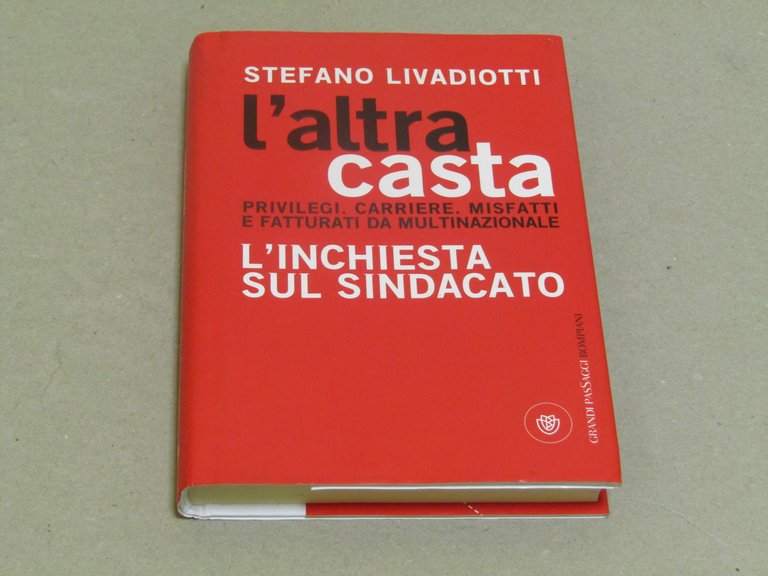 STEFANO LIVADIOTTI
l'altra
casta
PRIVILEGI. CARRIERE. MISFATTI
E FATTURATI DA MULTINAZIONALE
L'INCHIESTA
SUL SINDACATO
GRANDI PASSAGGI BOMPIANI